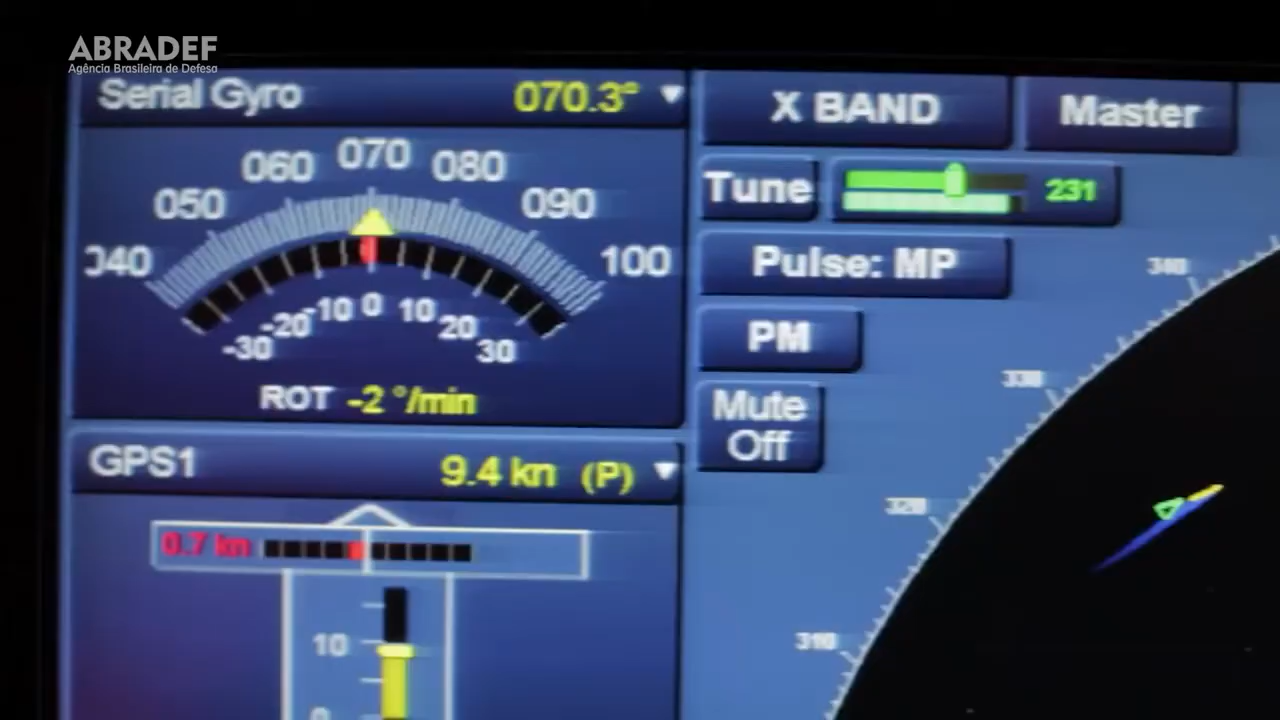 ABRADEF
Agência Brasileira de Defesa
Serial Gyro 070.3°
040 050 060 070 080 090 100
-30 -20 -10 0 10 20 30
ROT -2 °/min
GPS1
9.4 kn (P)
0.7 kn
10
X BAND
Master
Tune
231
Pulse: MP
PM
Mute
Off
340
330
320
310